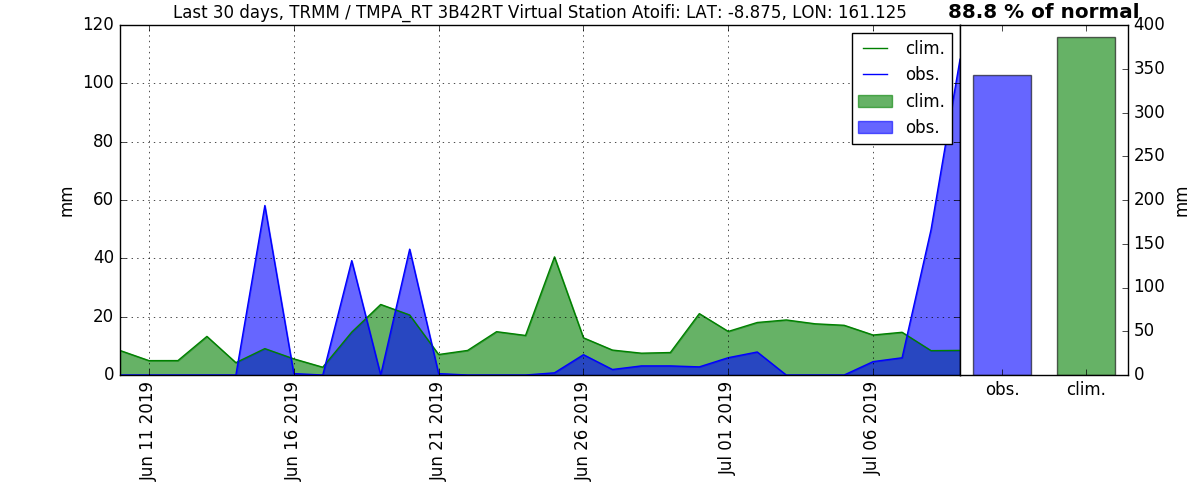 Last 30 days, TRMM / TMPA_RT 3B42RT Virtual Station Atoifi: LAT: -8.875, LON: 161.125
88.8 % of normal
120
100
80
60
40
20
0
mm
clim.
obs.
clim.
obs.
Jun 11 2019
Jun 16 2019
Jun 21 2019
Jun 26 2019
Jul 01 2019
Jul 06 2019
400
350
300
250
200
150
100
50
0
mm
obs.
clim.